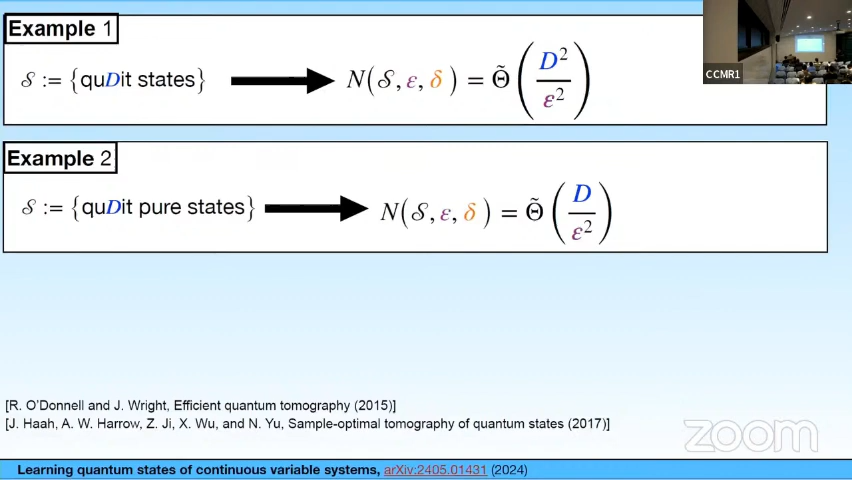 Example 1
𝒮 := {quDit states} N(𝒮, ε, δ) = Θ̃(D²/ε²)
CCMR1
Example 2
𝒮 := {quDit pure states} N(𝒮, ε, δ) = Θ̃(D/ε²)
[R. O'Donnell and J. Wright, Efficient quantum tomography (2015)]
[J. Haah, A. W. Harrow, Z. Ji, X. Wu, and N. Yu, Sample-optimal tomography of quantum states (2017)]
zoom
Learning quantum states of continuous variable systems, arXiv:2405.01431 (2024)